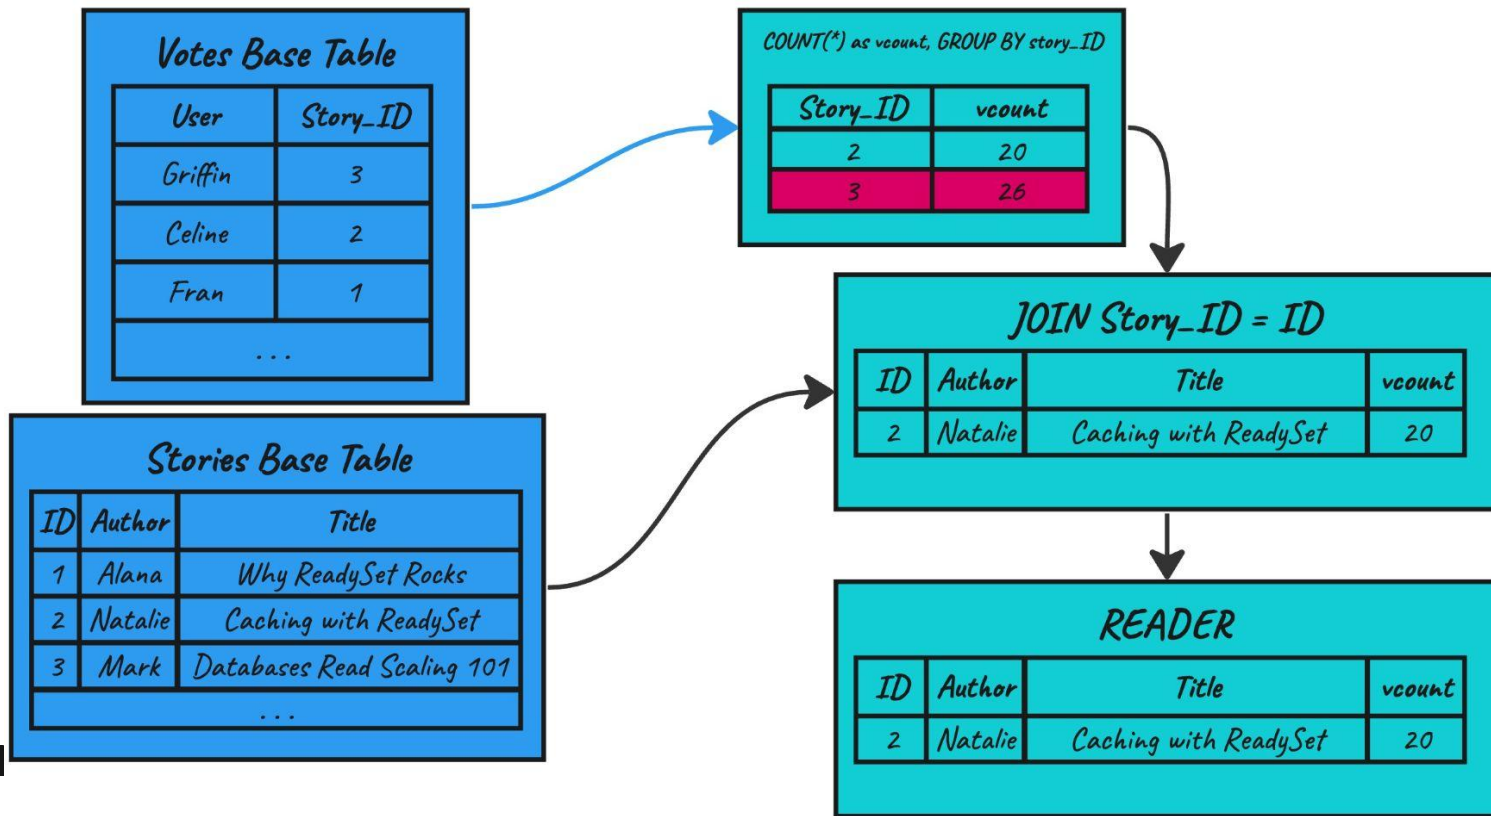 Votes Base Table
User Story_ID
Griffin 3
Celine 2
Fran 1
...
Stories Base Table
ID Author Title
1 Alana Why ReadySet Rocks
2 Natalie Caching with ReadySet
3 Mark Databases Read Scaling 101
...
COUNT(*) as vcount, GROUP BY story_ID
Story_ID vcount
2 20
3 26
JOIN Story_ID = ID
ID Author Title vcount
2 Natalie Caching with ReadySet 20
READER
ID Author Title vcount
2 Natalie Caching with ReadySet 20